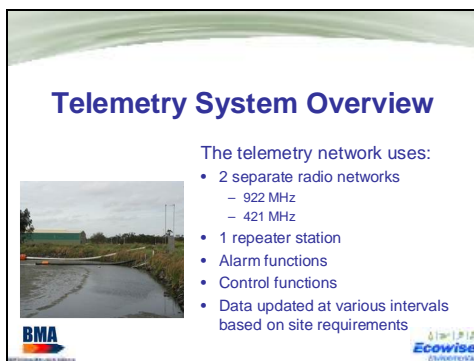 Telemetry System Overview
The telemetry network uses:
• 2 separate radio networks
– 922 MHz
– 421 MHz
• 1 repeater station
• Alarm functions
• Control functions
• Data updated at various intervals
based on site requirements
BMA
Ecowise